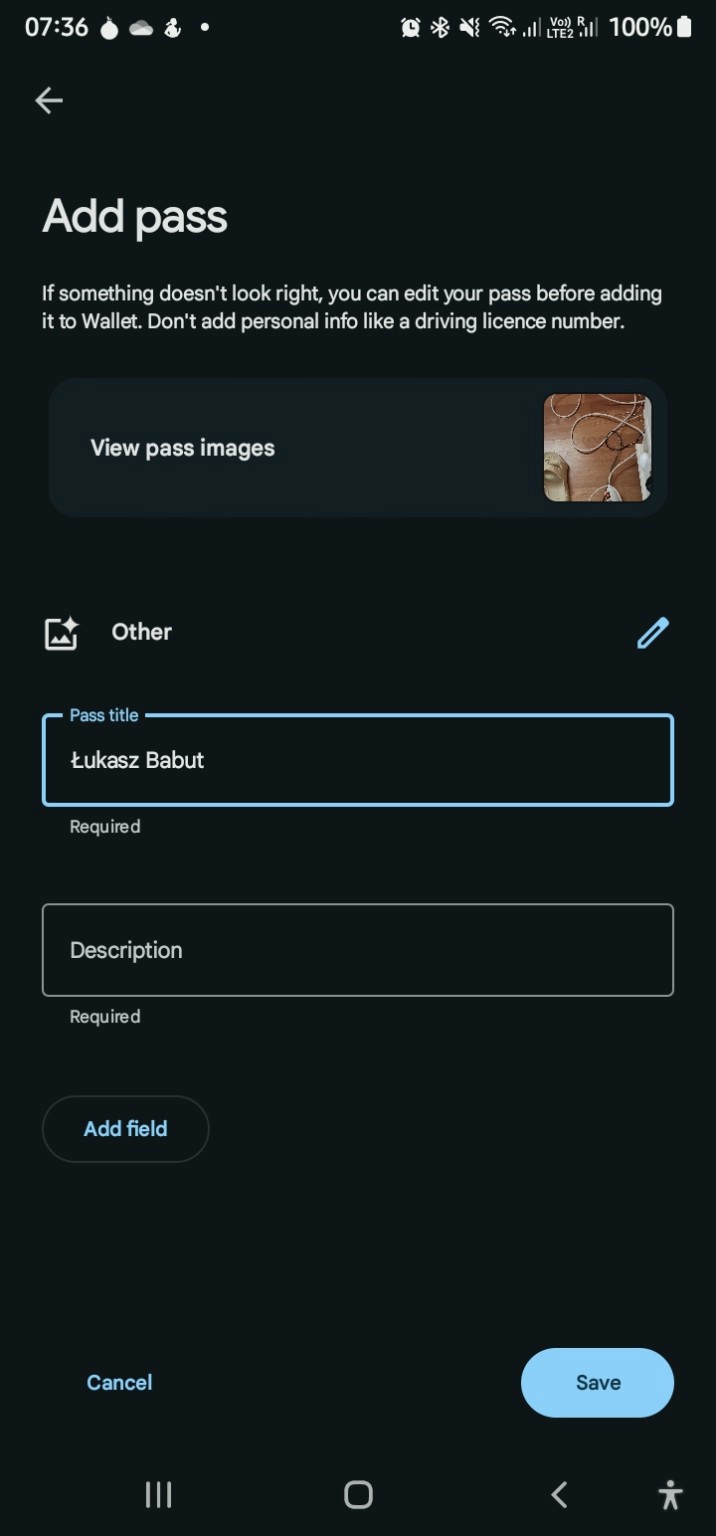 07:36
Vo)) LTE2 R 100%
Add pass
If something doesn't look right, you can edit your pass before adding
it to Wallet. Don't add personal info like a driving licence number.
View pass images
Other
Pass title
Łukasz Babut
Required
Description
Required
Add field
Cancel
Save